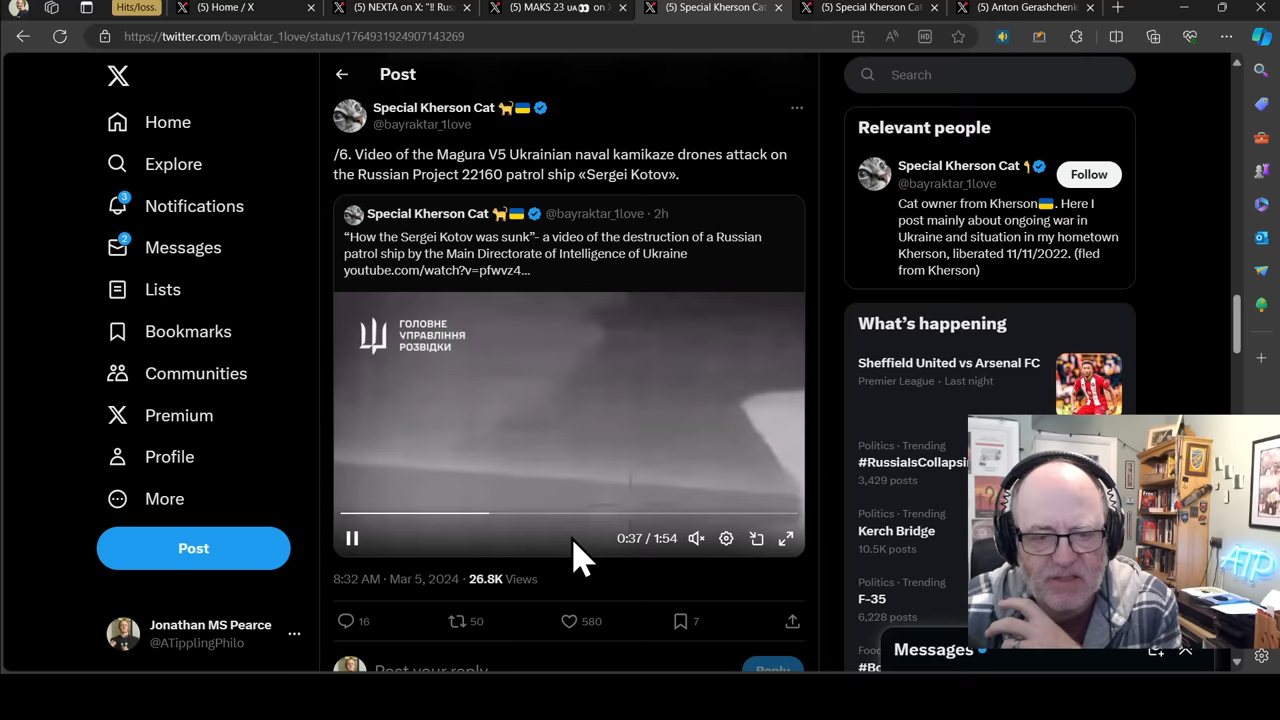 Hits/loss.
(5) Home / X
(5) NEXTA on X: "‼️ Rus
(5) MAKS 23 🇺🇦👀 on X
(5) Special Kherson Cat
(5) Special Kherson Cat
(5) Anton Gerashchenk
https://twitter.com/bayraktar_1love/status/1764931924907143269
Home
Explore
3
Notifications
2
Messages
Lists
Bookmarks
Communities
Premium
Profile
More
Post
Jonathan MS Pearce
@ATipplingPhilo
Post
Special Kherson Cat 🐈🇺🇦
@bayraktar_1love
/6. Video of the Magura V5 Ukrainian naval kamikaze drones attack on
the Russian Project 22160 patrol ship «Sergei Kotov».
Special Kherson Cat 🐈🇺🇦 @bayraktar_1love · 2h
“How the Sergei Kotov was sunk”- a video of the destruction of a Russian
patrol ship by the Main Directorate of Intelligence of Ukraine
youtube.com/watch?v=pfwvz4...
ГОЛОВНЕ
УПРАВЛІННЯ
РОЗВІДКИ
0:37 / 1:54
8:32 AM · Mar 5, 2024 · 26.8K Views
16
50
580
7
Post your reply
Reply
Search
Relevant people
Special Kherson Cat
@bayraktar_1love
Follow
Cat owner from Kherson🇺🇦. Here I
post mainly about ongoing war in
Ukraine and situation in my hometown
Kherson, liberated 11/11/2022. (fled
from Kherson)
What’s happening
Sheffield United vs Arsenal FC
Premier League · Last night
Politics · Trending
#RussiaIsCollapsi
3,429 posts
Politics · Trending
Kerch Bridge
10.5K posts
Politics · Trending
F-35
6,228 posts
Messages
ATP